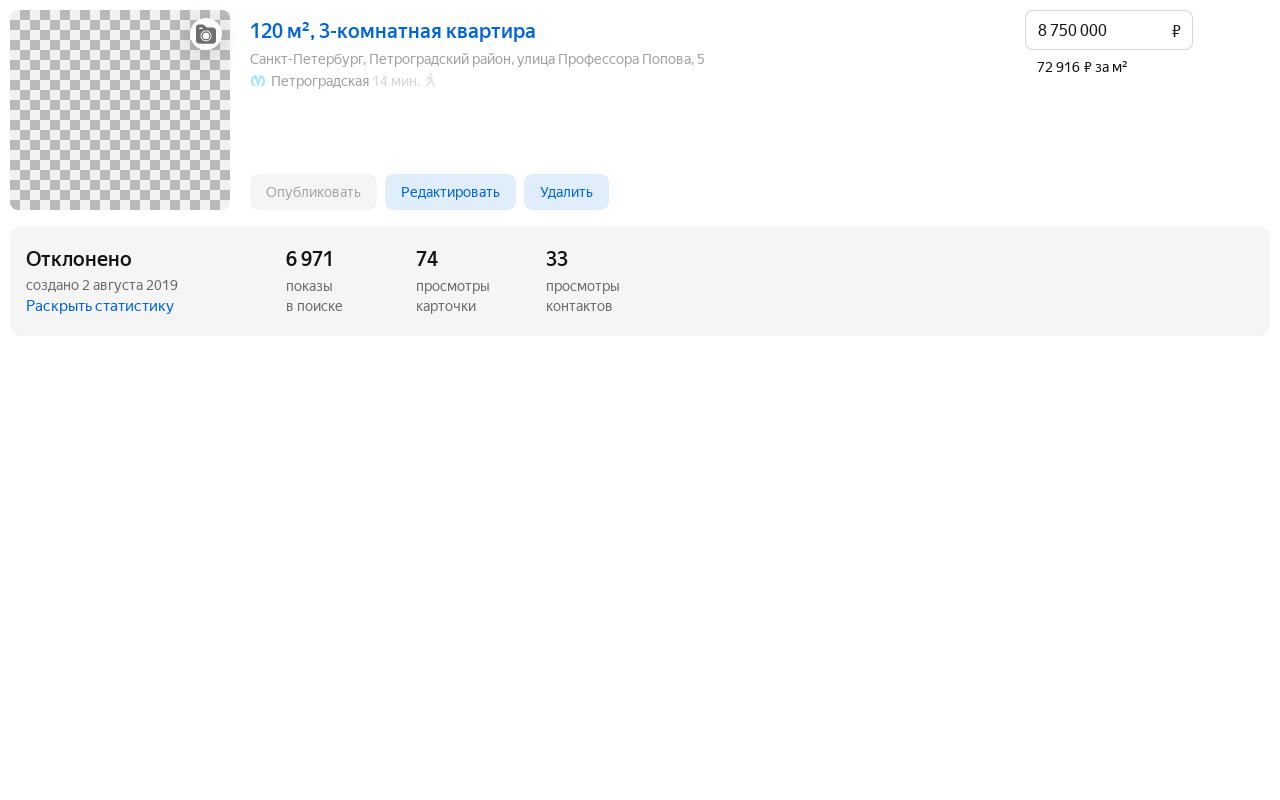 120 м², 3-комнатная квартира
Санкт-Петербург, Петроградский район, улица Профессора Попова, 5
Петроградская 14 мин.
8 750 000 ₽
72 916 ₽ за м²
Опубликовать Редактировать Удалить
Отклонено
создано 2 августа 2019
Раскрыть статистику
6 971
показы
в поиске
74
просмотры
карточки
33
просмотры
контактов